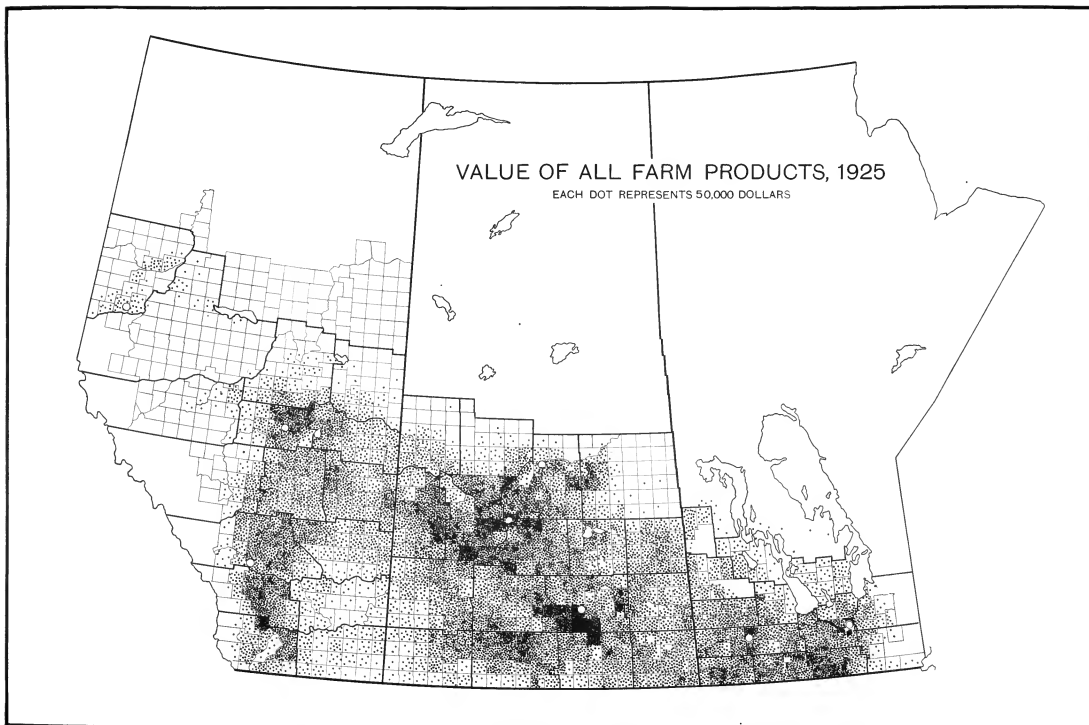 VALUE OF ALL FARM PRODUCTS, 1925
EACH DOT REPRESENTS 50,000 DOLLARS